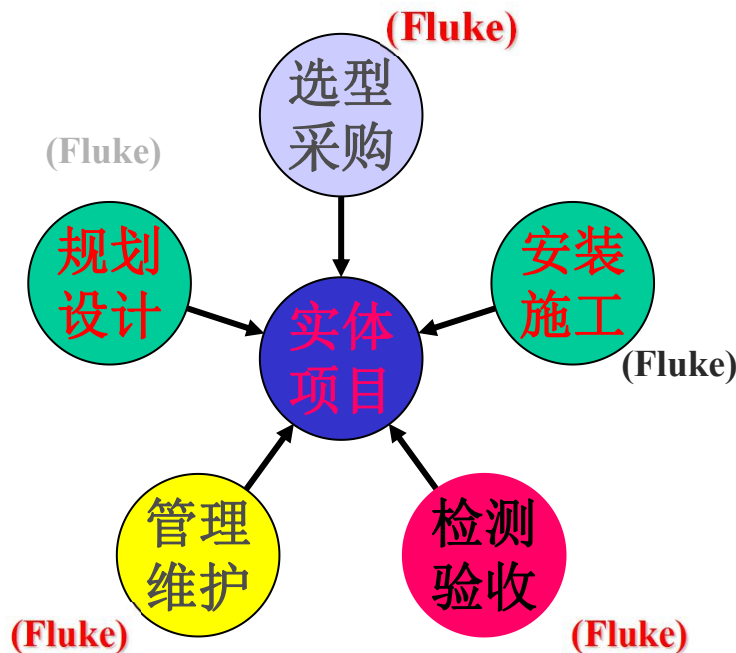 (Fluke)
选型
采购
(Fluke)
规划
设计
安装
施工
(Fluke)
实体
项目
管理
维护
(Fluke)
检测
验收
(Fluke)